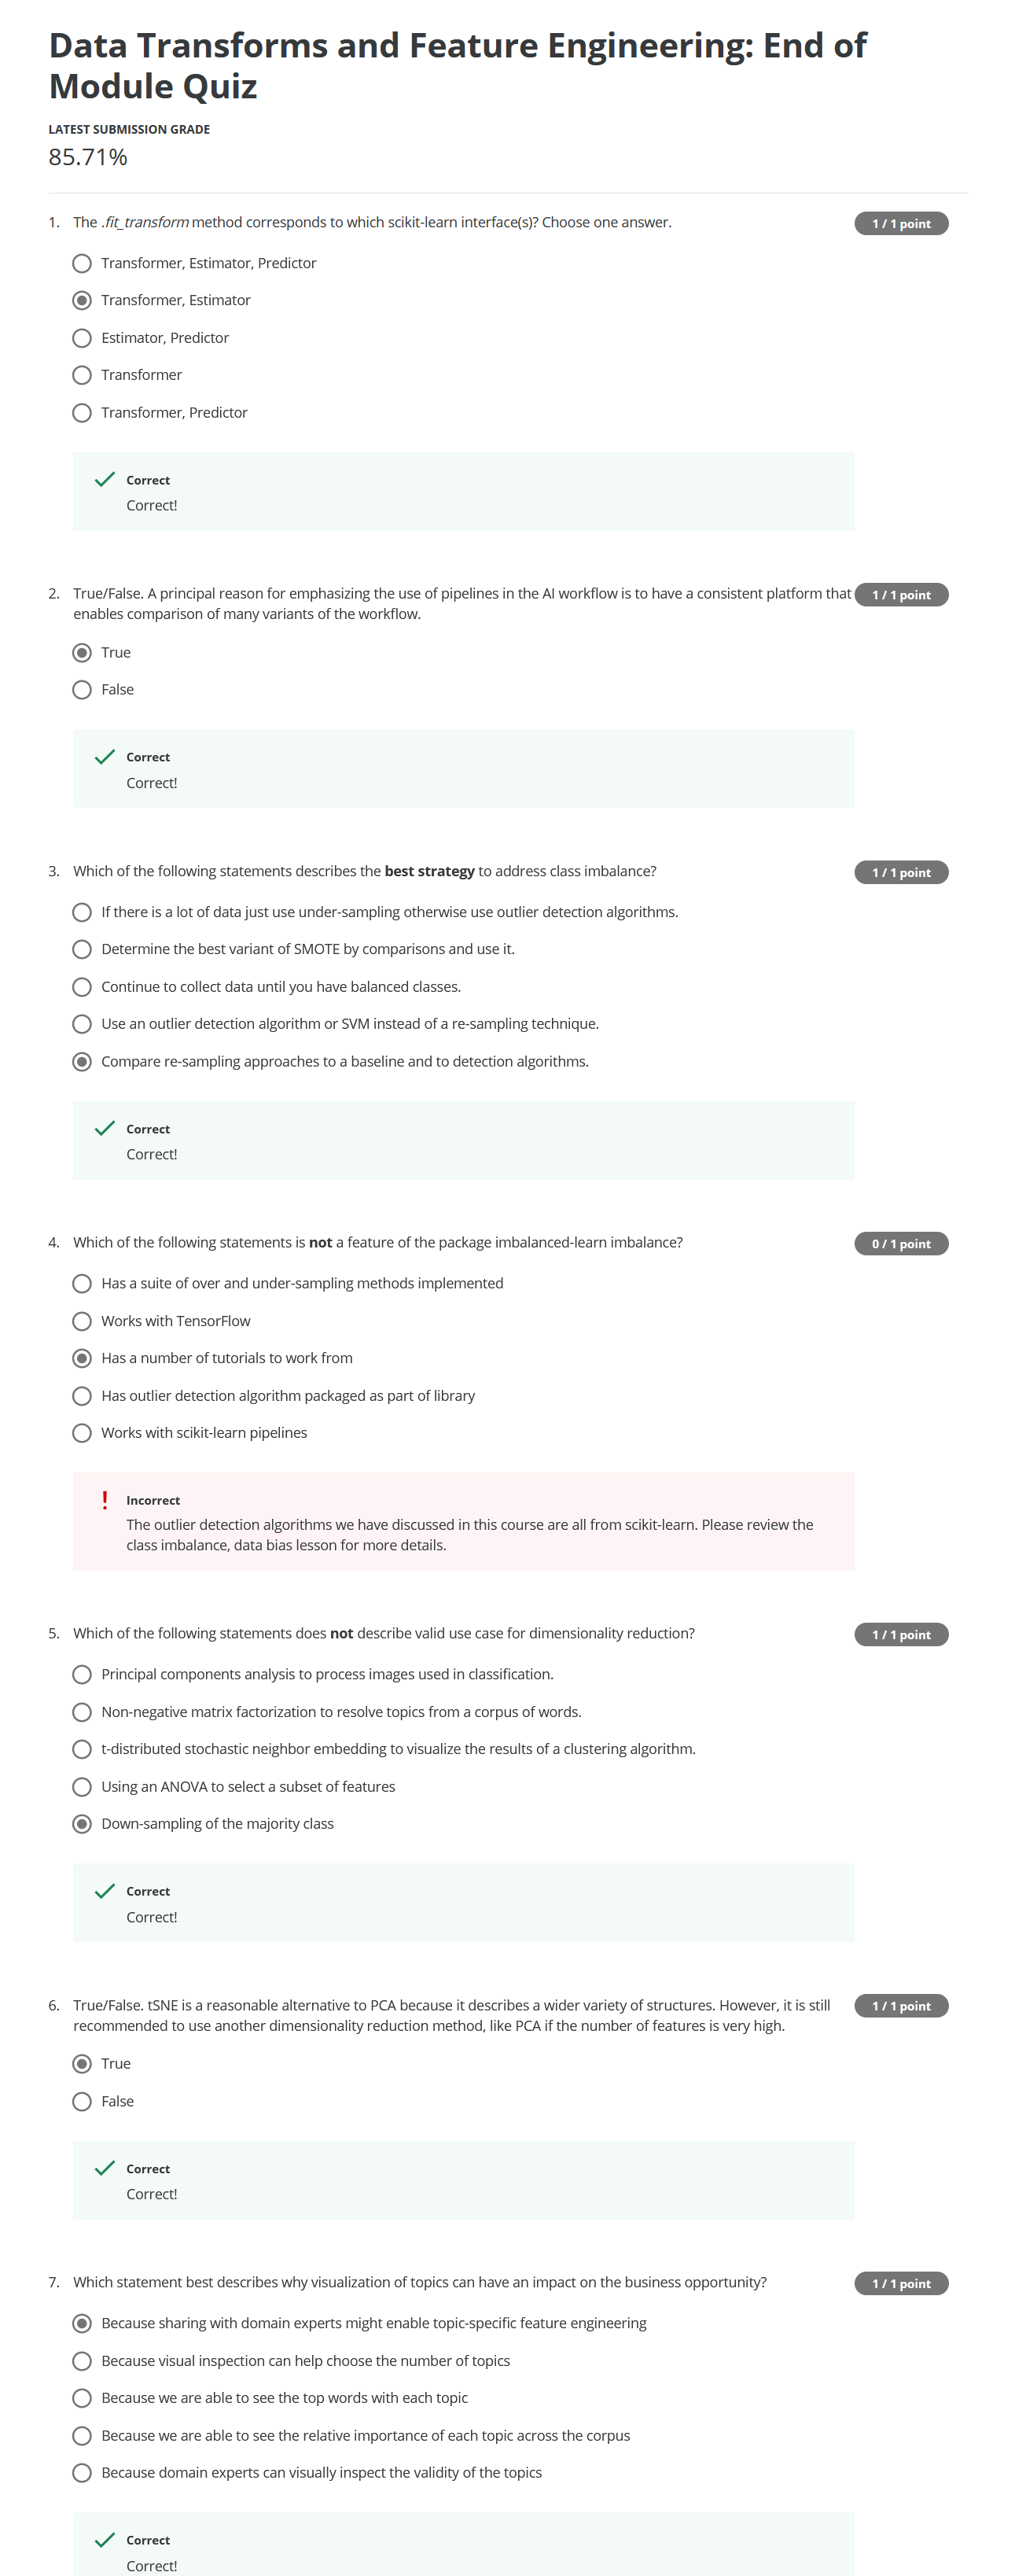 Data Transforms and Feature Engineering: End of
Module Quiz
LATEST SUBMISSION GRADE
85.71%
1. The .fit_transform method corresponds to which scikit-learn interface(s)? Choose one answer. 1 / 1 point
Transformer, Estimator, Predictor
Transformer, Estimator
Estimator, Predictor
Transformer
Transformer, Predictor
Correct
Correct!
2. True/False. A principal reason for emphasizing the use of pipelines in the AI workflow is to have a consistent platform that 1 / 1 point
enables comparison of many variants of the workflow.
True
False
Correct
Correct!
3. Which of the following statements describes the best strategy to address class imbalance? 1 / 1 point
If there is a lot of data just use under-sampling otherwise use outlier detection algorithms.
Determine the best variant of SMOTE by comparisons and use it.
Continue to collect data until you have balanced classes.
Use an outlier detection algorithm or SVM instead of a re-sampling technique.
Compare re-sampling approaches to a baseline and to detection algorithms.
Correct
Correct!
4. Which of the following statements is not a feature of the package imbalanced-learn imbalance? 0 / 1 point
Has a suite of over and under-sampling methods implemented
Works with TensorFlow
Has a number of tutorials to work from
Has outlier detection algorithm packaged as part of library
Works with scikit-learn pipelines
Incorrect
The outlier detection algorithms we have discussed in this course are all from scikit-learn. Please review the
class imbalance, data bias lesson for more details.
5. Which of the following statements does not describe valid use case for dimensionality reduction? 1 / 1 point
Principal components analysis to process images used in classification.
Non-negative matrix factorization to resolve topics from a corpus of words.
t-distributed stochastic neighbor embedding to visualize the results of a clustering algorithm.
Using an ANOVA to select a subset of features
Down-sampling of the majority class
Correct
Correct!
6. True/False. tSNE is a reasonable alternative to PCA because it describes a wider variety of structures. However, it is still 1 / 1 point
recommended to use another dimensionality reduction method, like PCA if the number of features is very high.
True
False
Correct
Correct!
7. Which statement best describes why visualization of topics can have an impact on the business opportunity? 1 / 1 point
Because sharing with domain experts might enable topic-specific feature engineering
Because visual inspection can help choose the number of topics
Because we are able to see the top words with each topic
Because we are able to see the relative importance of each topic across the corpus
Because domain experts can visually inspect the validity of the topics
Correct
Correct!